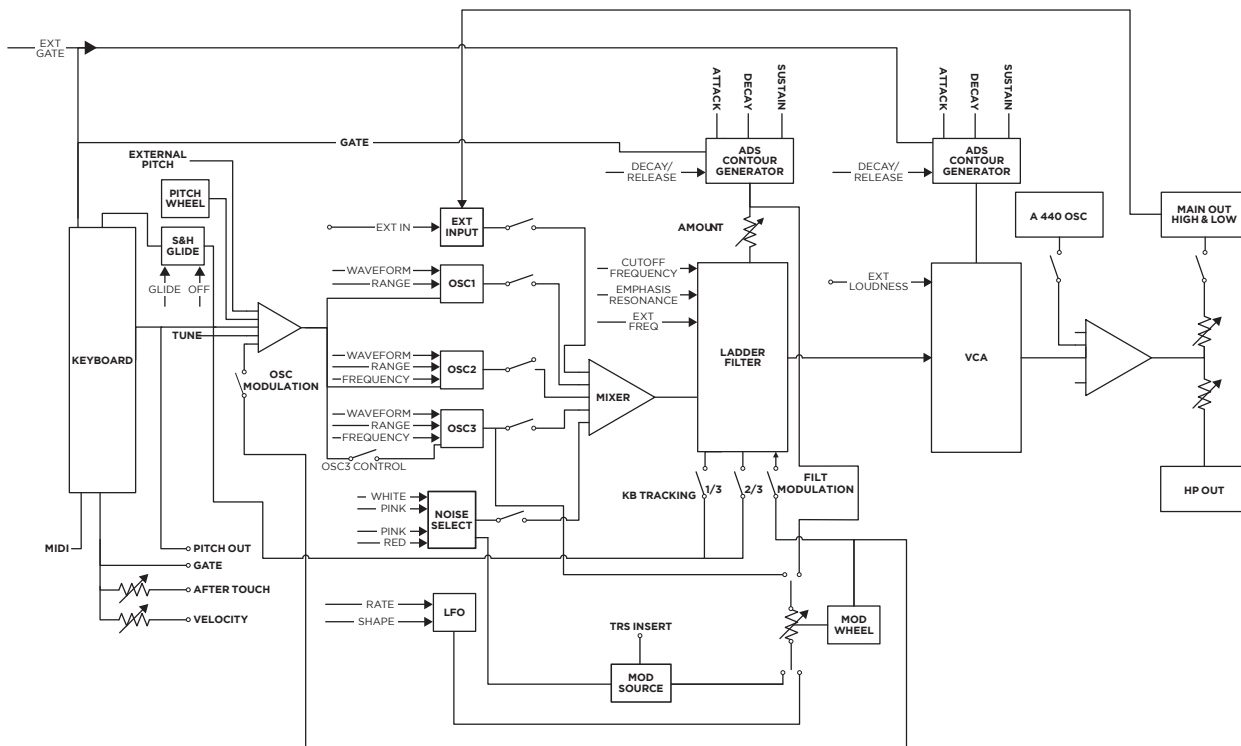 EXT
GATE
ATTACK
DECAY
SUSTAIN
ATTACK
DECAY
SUSTAIN
GATE
ADS
CONTOUR
GENERATOR
ADS
CONTOUR
GENERATOR
DECAY/
RELEASE
DECAY/
RELEASE
EXTERNAL
PITCH
PITCH
WHEEL
S&H
GLIDE
GLIDE
OFF
EXT IN
EXT
INPUT
AMOUNT
A 440 OSC
MAIN OUT
HIGH & LOW
WAVEFORM
RANGE
OSC1
CUTOFF
FREQUENCY
EMPHASIS
RESONANCE
EXT
FREQ
EXT
LOUDNESS
TUNE
KEYBOARD
OSC
MODULATION
WAVEFORM
RANGE
FREQUENCY
OSC2
MIXER
LADDER
FILTER
VCA
WAVEFORM
RANGE
FREQUENCY
OSC3
OSC3 CONTROL
KB TRACKING
1/3
2/3
FILT
MODULATION
HP OUT
WHITE
PINK
PINK
RED
NOISE
SELECT
MIDI
PITCH OUT
GATE
AFTER TOUCH
VELOCITY
RATE
SHAPE
LFO
TRS INSERT
MOD
SOURCE
MOD
WHEEL